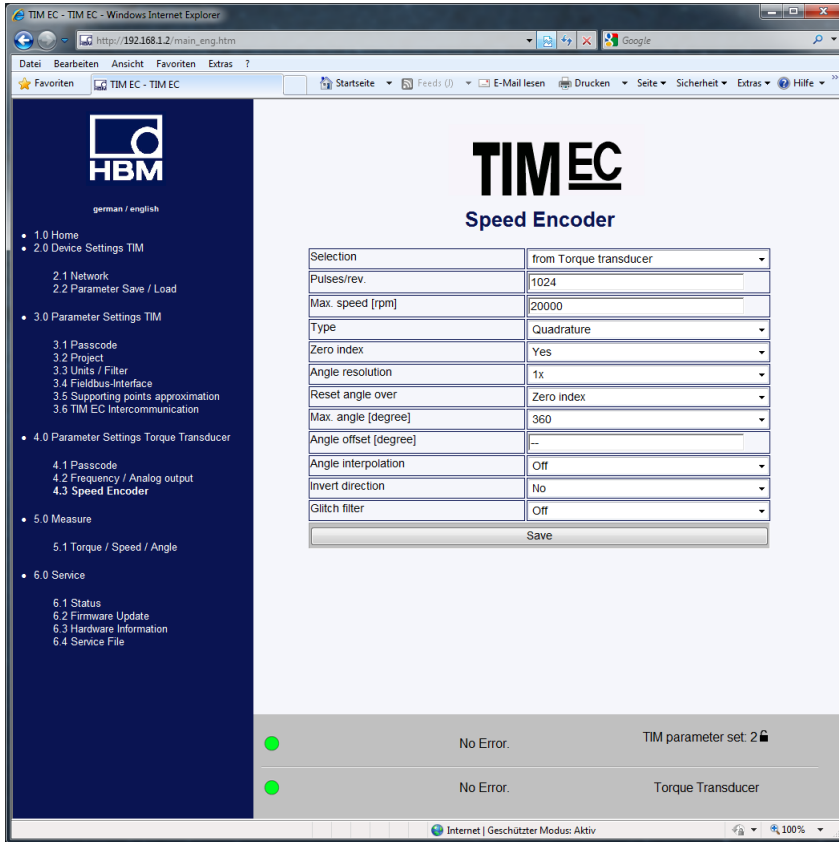 TIM EC - TIM EC - Windows Internet Explorer
http://192.168.1.2/main_eng.htm
Google
Datei Bearbeiten Ansicht Favoriten Extras ?
Favoriten TIM EC - TIM EC Startseite Feeds (J) E-Mail lesen Drucken Seite Sicherheit Extras Hilfe »
HBM
german / english
1.0 Home
2.0 Device Settings TIM
2.1 Network
2.2 Parameter Save / Load
3.0 Parameter Settings TIM
3.1 Passcode
3.2 Project
3.3 Units / Filter
3.4 Fieldbus-Interface
3.5 Supporting points approximation
3.6 TIM EC Intercommunication
4.0 Parameter Settings Torque Transducer
4.1 Passcode
4.2 Frequency / Analog output
4.3 Speed Encoder
5.0 Measure
5.1 Torque / Speed / Angle
6.0 Service
6.1 Status
6.2 Firmware Update
6.3 Hardware Information
6.4 Service File
TIM EC
Speed Encoder
Selection from Torque transducer
Pulses/rev. 1024
Max. speed [rpm] 20000
Type Quadrature
Zero index Yes
Angle resolution 1x
Reset angle over Zero index
Max. angle [degree] 360
Angle offset [degree] --
Angle interpolation Off
Invert direction No
Glitch filter Off
Save
No Error. TIM parameter set: 2
No Error. Torque Transducer
Internet | Geschützter Modus: Aktiv 100%